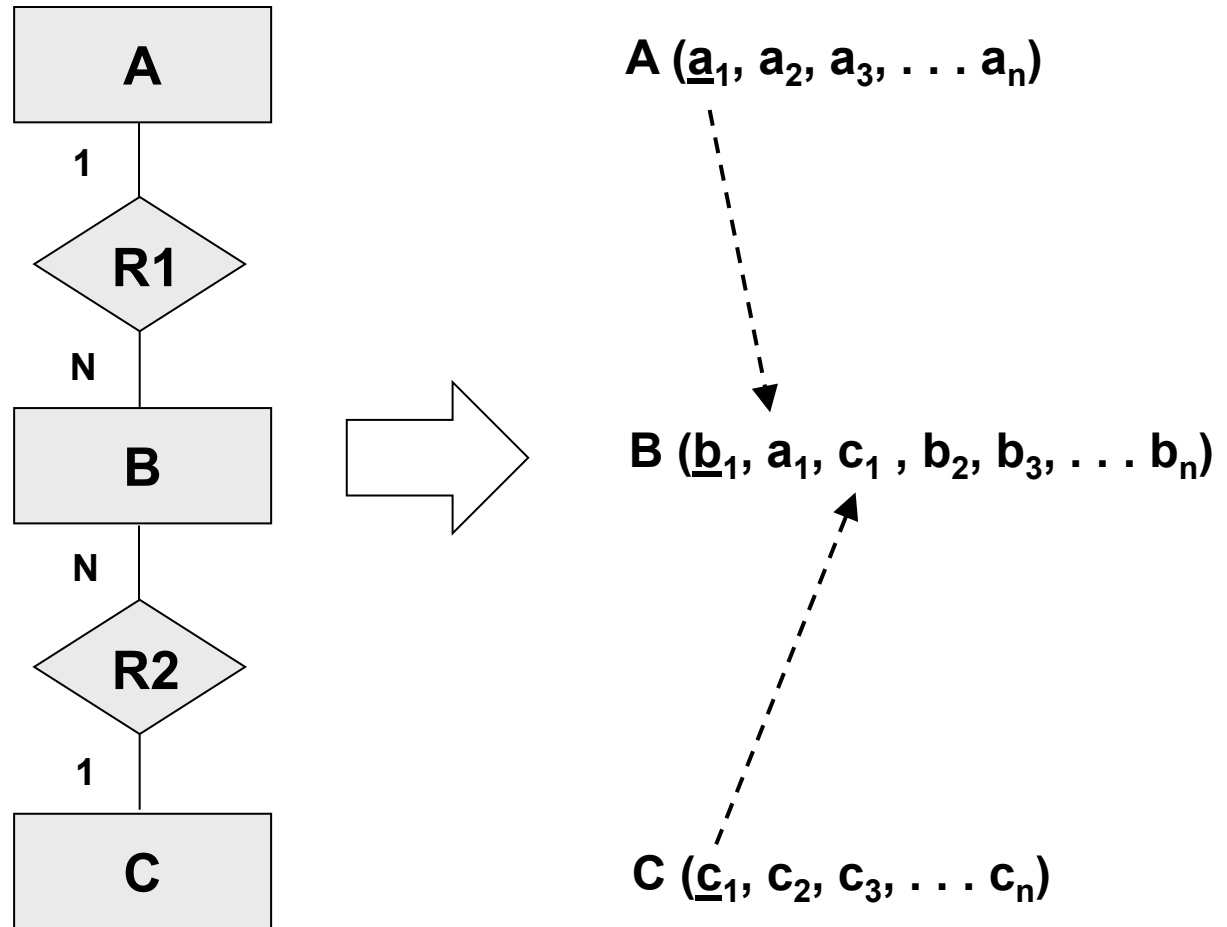 A
1
R1
N
B
N
R2
1
C
A (a₁, a₂, a₃, . . . aₙ)
B (b₁, a₁, c₁ , b₂, b₃, . . . bₙ)
C (c₁, c₂, c₃, . . . cₙ)